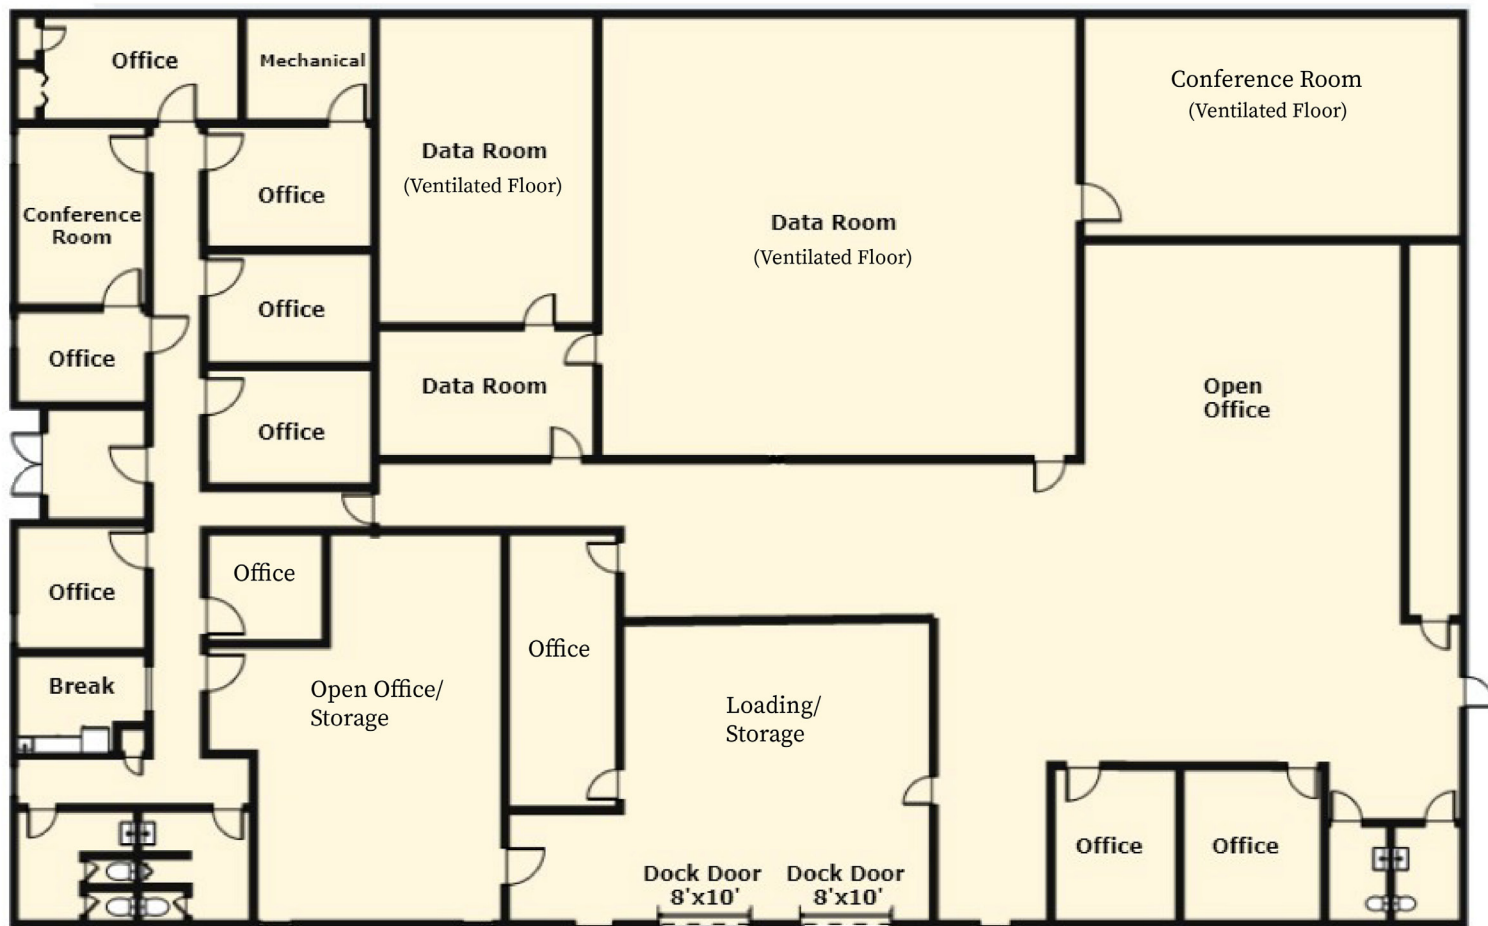 Office
Mechanical
Conference Room
(Ventilated Floor)
Data Room
(Ventilated Floor)
Office
Conference
Room
Data Room
(Ventilated Floor)
Office
Office
Data Room
Open
Office
Office
Office
Office
Office
Break
Open Office/
Storage
Loading/
Storage
Office
Office
Dock Door
8'x10'
Dock Door
8'x10'